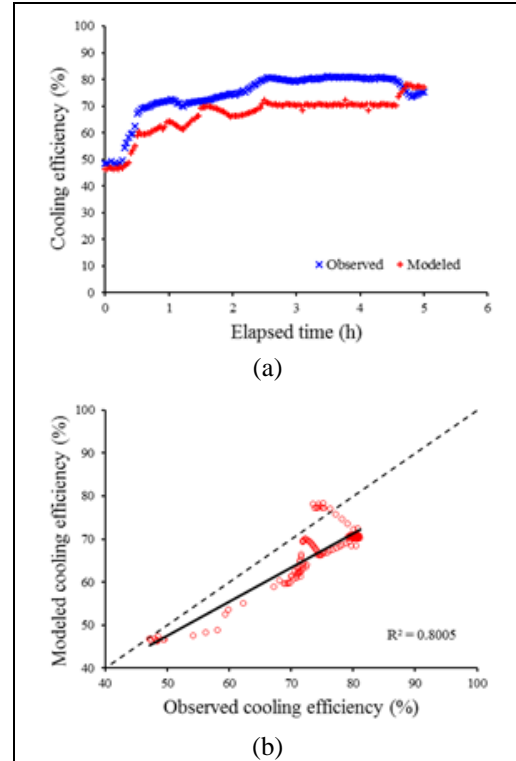 Cooling efficiency (%)
100
90
80
70
60
50
40
30
20
10
0
× Observed + Modeled
0 1 2 3 4 5 6
Elapsed time (h)
(a)
Modeled cooling efficiency (%)
100
90
80
70
60
50
40
R² = 0.8005
40 50 60 70 80 90 100
Observed cooling efficiency (%)
(b)